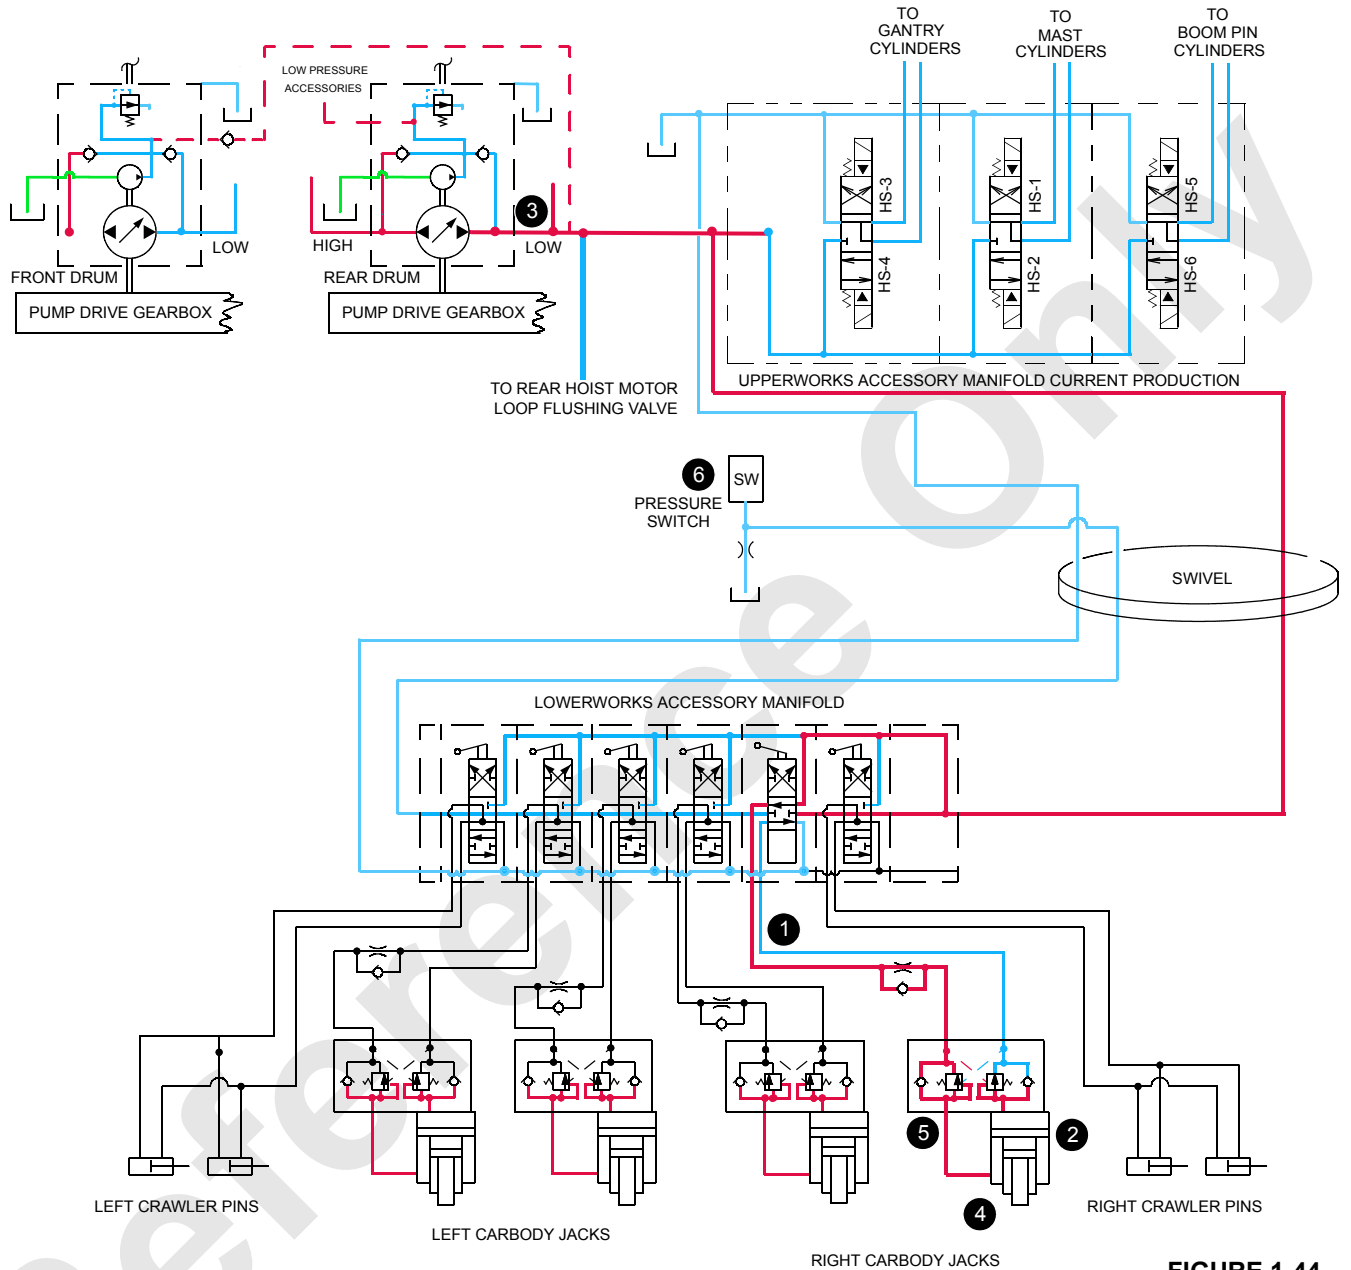 TO
GANTRY
CYLINDERS
TO
MAST
CYLINDERS
TO
BOOM PIN
CYLINDERS
LOW PRESSURE
ACCESSORIES
HS-3
HS-4
HS-1
HS-2
HS-5
HS-6
3
LOW
HIGH
LOW
FRONT DRUM
REAR DRUM
PUMP DRIVE GEARBOX
PUMP DRIVE GEARBOX
TO REAR HOIST MOTOR
LOOP FLUSHING VALVE
UPPERWORKS ACCESSORY MANIFOLD CURRENT PRODUCTION
6
SW
PRESSURE
SWITCH
SWIVEL
LOWERWORKS ACCESSORY MANIFOLD
1
5
2
4
LEFT CRAWLER PINS
LEFT CARBODY JACKS
RIGHT CARBODY JACKS
RIGHT CRAWLER PINS
FIGURE 1-44
Reference Only